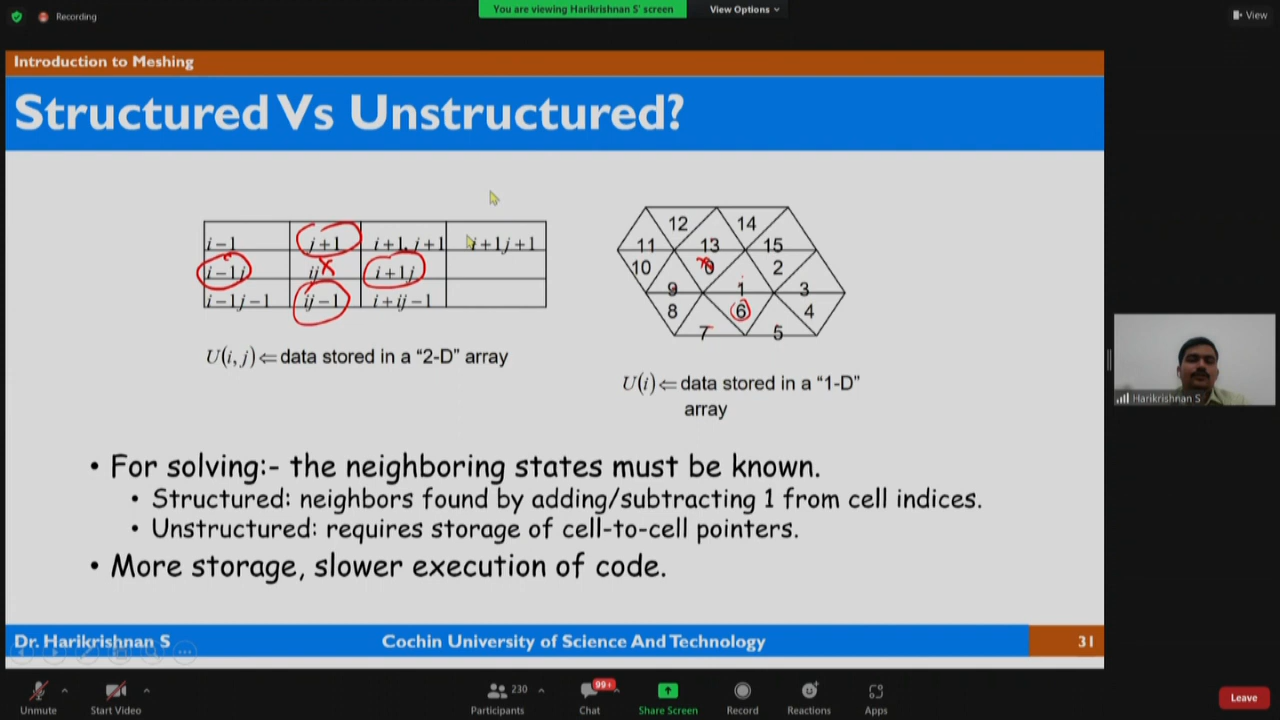 Recording
You are viewing Harikrishnan S' screen
View Options
View
Introduction to Meshing
Structured Vs Unstructured?
i−1 j+1 i+1, j+1 i+1j+1
i−1j ij i+1j
i−1j−1 ij−1 i+ij−1
12 14
11 13 15
10 0 2
9 1 3
8 6 4
7 5
U(i, j) ⇐ data stored in a “2-D” array
U(i) ⇐ data stored in a “1-D”
array
• For solving:- the neighboring states must be known.
• Structured: neighbors found by adding/subtracting 1 from cell indices.
• Unstructured: requires storage of cell-to-cell pointers.
• More storage, slower execution of code.
Dr. Harikrishnan S Cochin University of Science And Technology 31
Harikrishnan S
Unmute Start Video Participants 230 Chat 99+ Share Screen Record Reactions Apps Leave